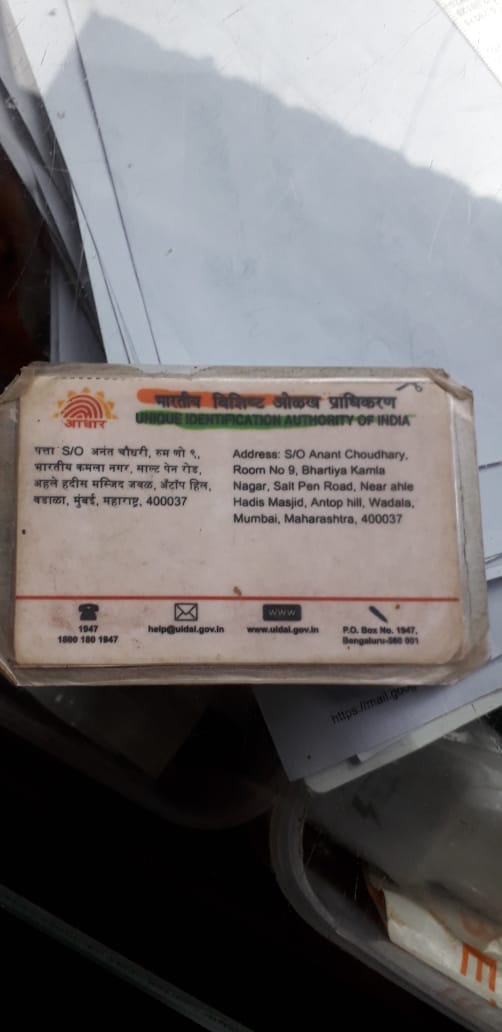 भारतीय विशिष्ट ओळख प्राधिकरण
UNIQUE IDENTIFICATION AUTHORITY OF INDIA
आधार
पत्ता S/O अनंत चौधरी, रुम णो ९,
भारतीय कमला नगर, साल्ट पेन रोड,
अहले हदीस मस्जिद जवळ, अँटॉप हिल,
वडाळा, मुंबई, महाराष्ट्र, 400037
Address: S/O Anant Choudhary,
Room No 9, Bhartiya Kamla
Nagar, Salt Pen Road, Near ahle
Hadis Masjid, Antop hill, Wadala,
Mumbai, Maharashtra, 400037
1947
1800 180 1947
help@uidai.gov.in
WWW
www.uidai.gov.in
P.O. Box No. 1947,
Bengaluru-560 001
https://mail.goog